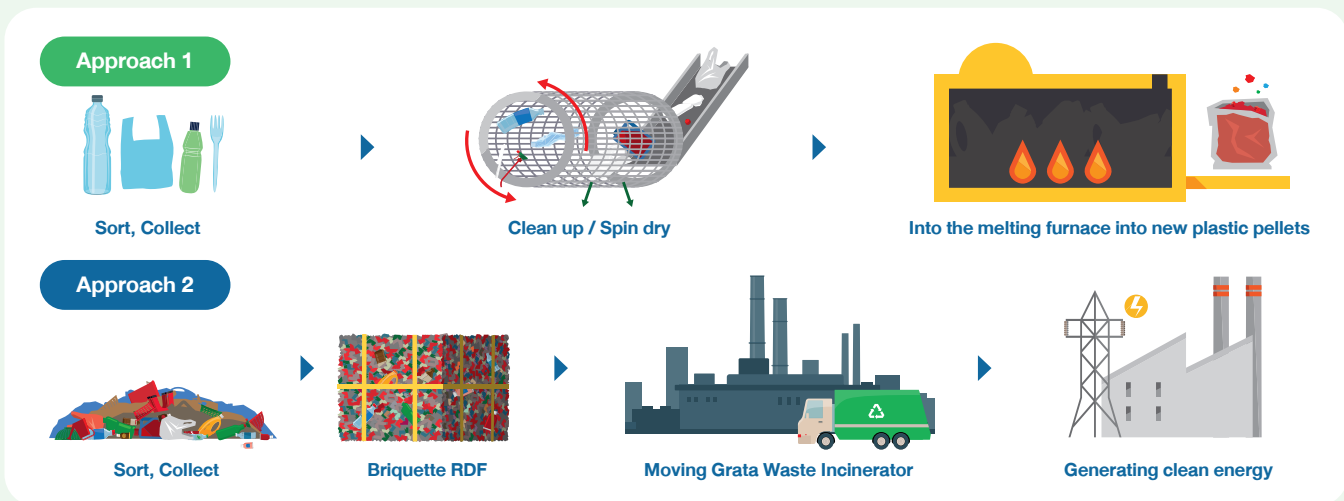 Approach 1
Sort, Collect
Clean up / Spin dry
Into the melting furnace into new plastic pellets
Approach 2
Sort, Collect
Briquette RDF
Moving Grata Waste Incinerator
Generating clean energy